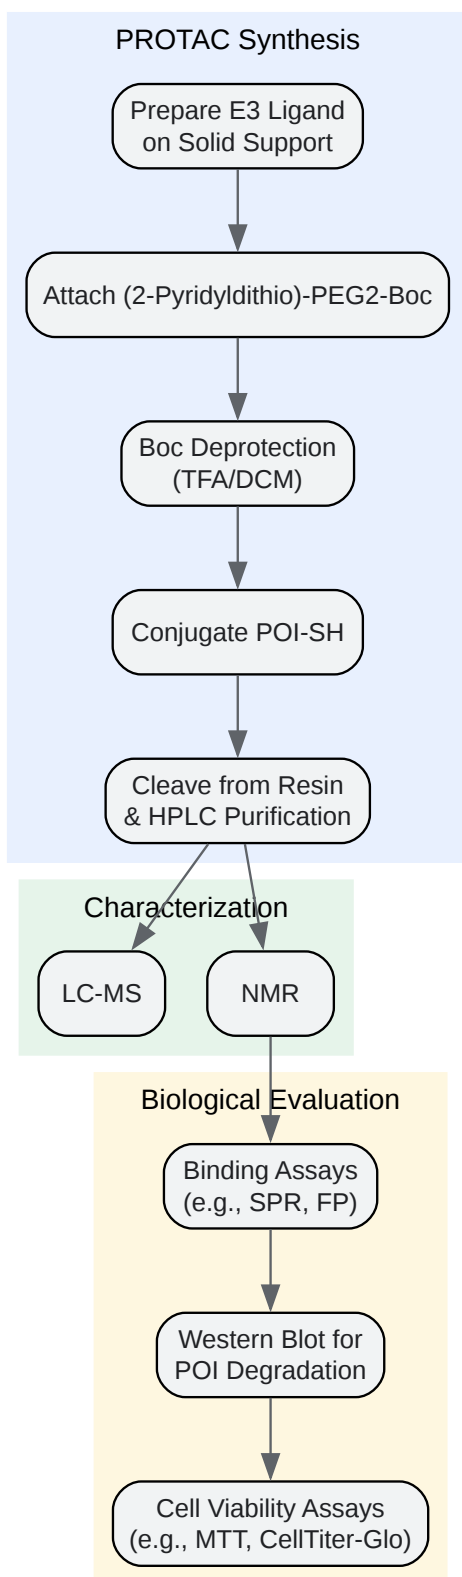 PROTAC Synthesis
Prepare E3 Ligand
on Solid Support
Attach (2-Pyridyldithio)-PEG2-Boc
Boc Deprotection
(TFA/DCM)
Conjugate POI-SH
Cleave from Resin
& HPLC Purification
Characterization
LC-MS
NMR
Biological Evaluation
Binding Assays
(e.g., SPR, FP)
Western Blot for
POI Degradation
Cell Viability Assays
(e.g., MTT, CellTiter-Glo)